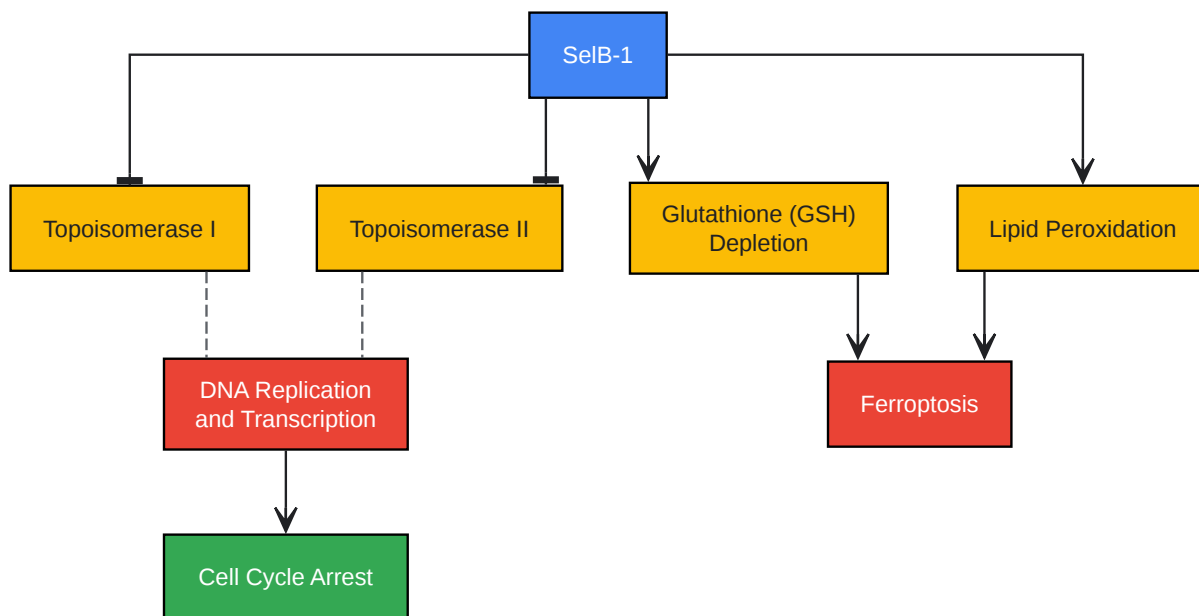 SelB-1
Topoisomerase I
Topoisomerase II
Glutathione (GSH)
Depletion
Lipid Peroxidation
DNA Replication
and Transcription
Ferroptosis
Cell Cycle Arrest